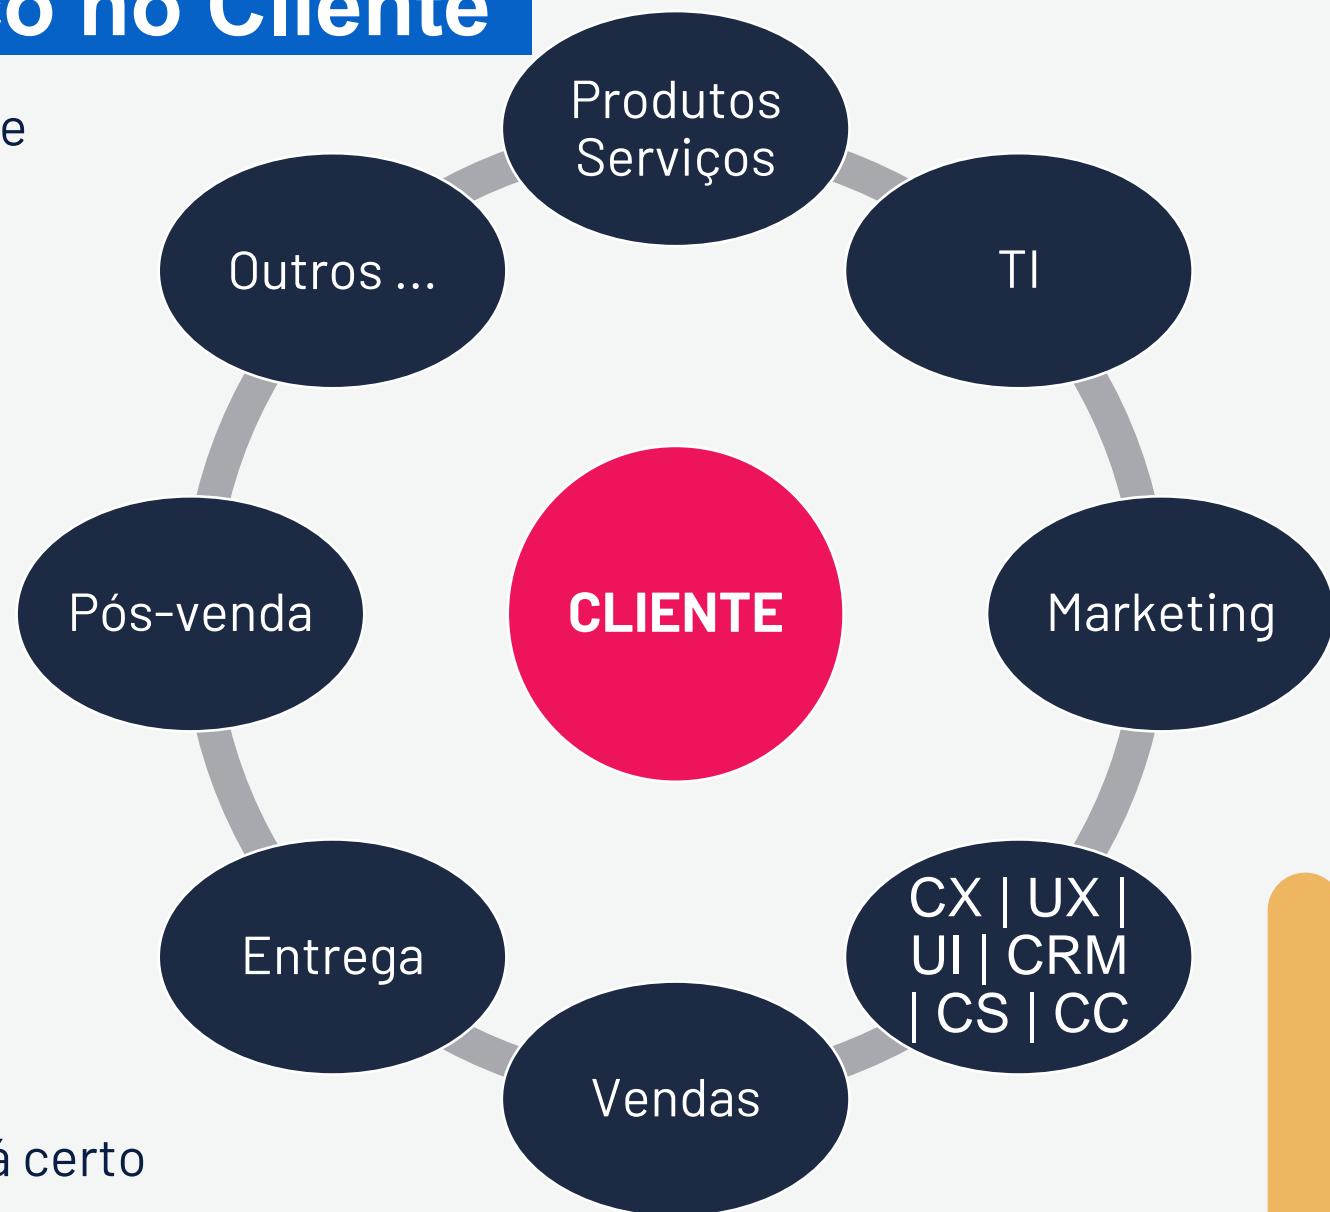 no Cliente
e
Produtos
Serviços
Outros ...
TI
Pós-venda
CLIENTE
Marketing
Entrega
CX | UX |
UI | CRM
| CS | CC
Vendas
á certo